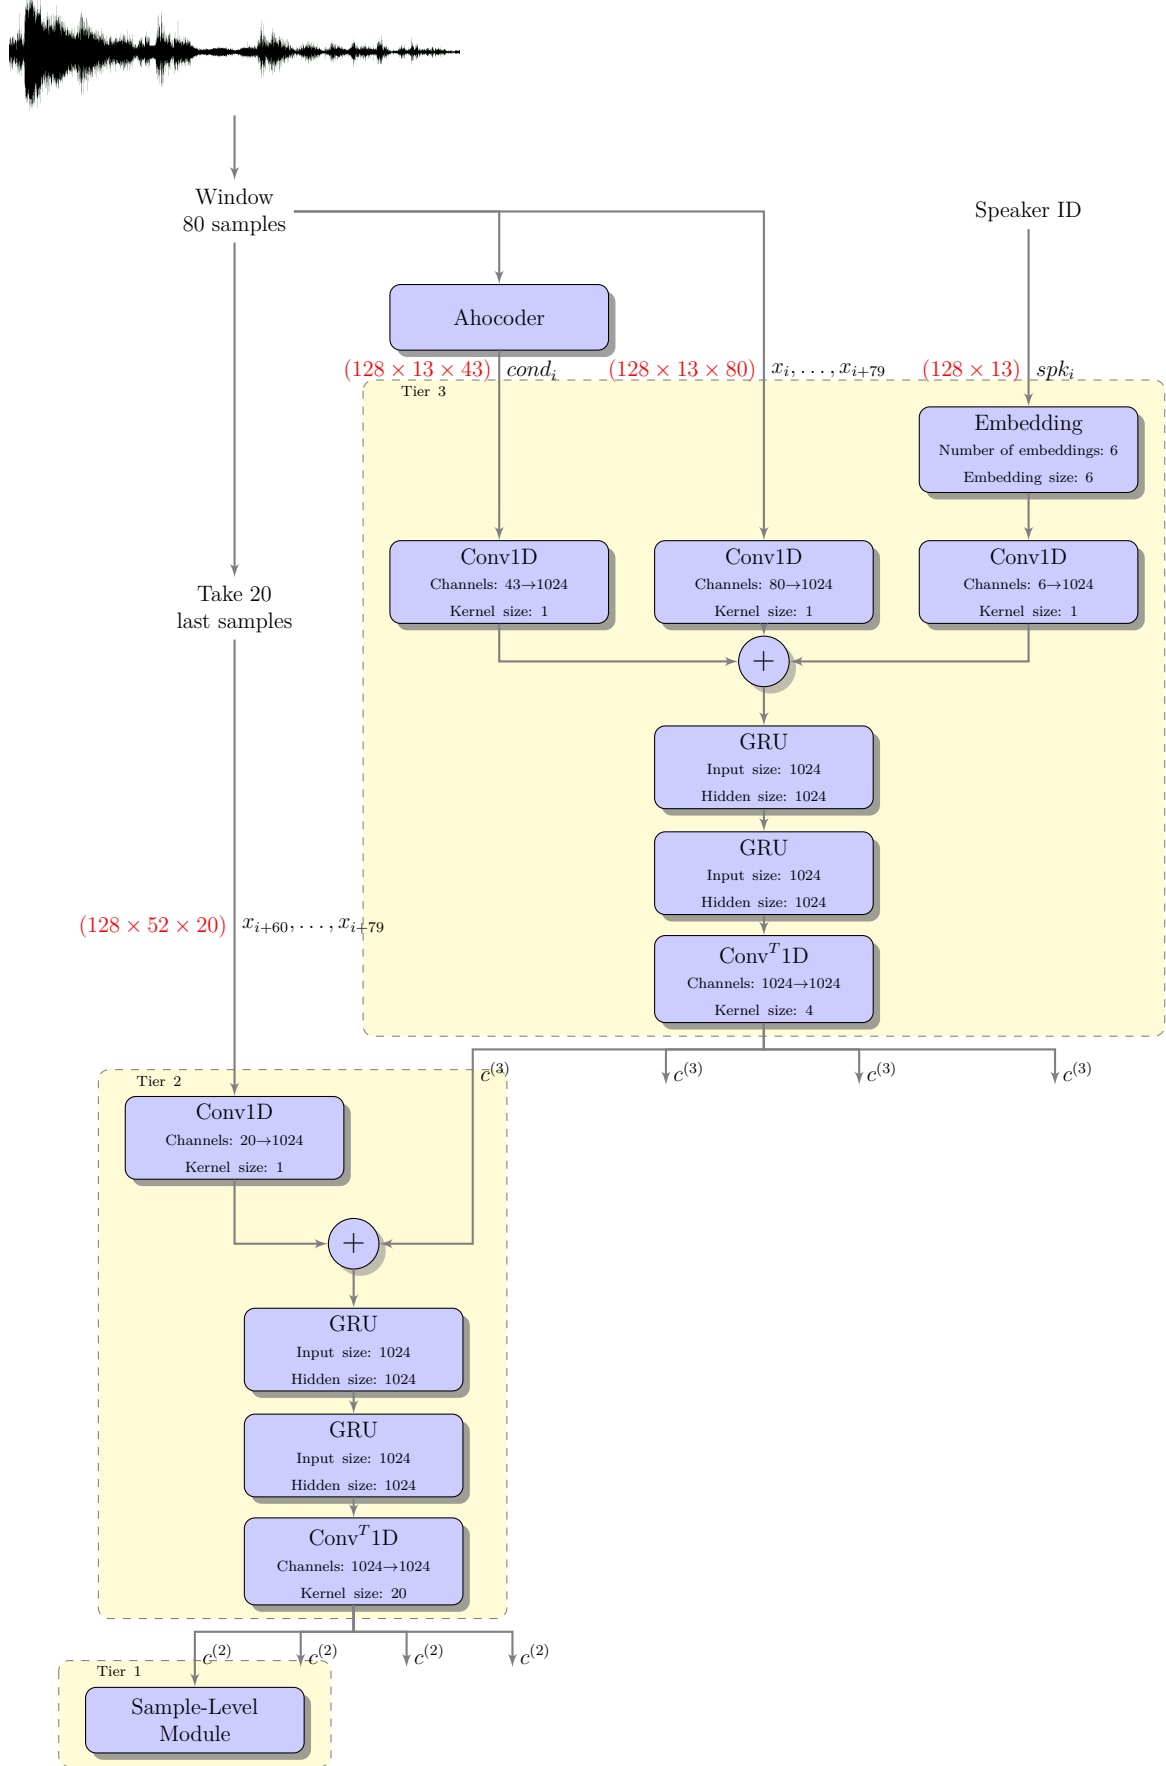 Window
80 samples
Speaker ID
Ahocoder
(128 × 13 × 43) cond_i
(128 × 13 × 80) x_i, . . . , x_{i+79}
(128 × 13) spk_i
Tier 3
Embedding
Number of embeddings: 6
Embedding size: 6
Conv1D
Channels: 43→1024
Kernel size: 1
Conv1D
Channels: 80→1024
Kernel size: 1
Conv1D
Channels: 6→1024
Kernel size: 1
Take 20
last samples
+
GRU
Input size: 1024
Hidden size: 1024
GRU
Input size: 1024
Hidden size: 1024
(128 × 52 × 20) x_{i+60}, . . . , x_{i+79}
Conv^T1D
Channels: 1024→1024
Kernel size: 4
c^{(3)} c^{(3)} c^{(3)} c^{(3)}
Tier 2
Conv1D
Channels: 20→1024
Kernel size: 1
+
GRU
Input size: 1024
Hidden size: 1024
GRU
Input size: 1024
Hidden size: 1024
Conv^T1D
Channels: 1024→1024
Kernel size: 20
c^{(2)} c^{(2)} c^{(2)} c^{(2)}
Tier 1
Sample-Level
Module